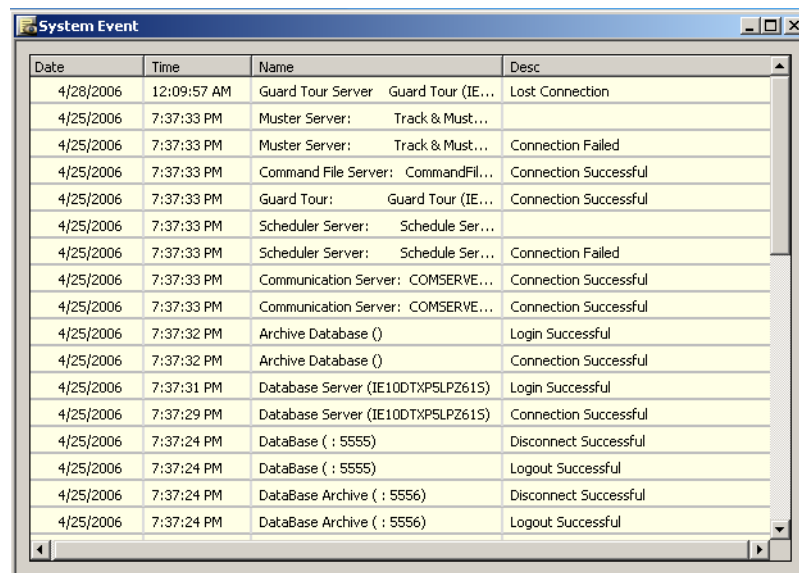 System Event
Date Time Name Desc
4/28/2006 12:09:57 AM Guard Tour Server Guard Tour (IE... Lost Connection
4/25/2006 7:37:33 PM Muster Server: Track & Must...
4/25/2006 7:37:33 PM Muster Server: Track & Must... Connection Failed
4/25/2006 7:37:33 PM Command File Server: CommandFil... Connection Successful
4/25/2006 7:37:33 PM Guard Tour: Guard Tour (IE... Connection Successful
4/25/2006 7:37:33 PM Scheduler Server: Schedule Ser...
4/25/2006 7:37:33 PM Scheduler Server: Schedule Ser... Connection Failed
4/25/2006 7:37:33 PM Communication Server: COMSERVE... Connection Successful
4/25/2006 7:37:33 PM Communication Server: COMSERVE... Connection Successful
4/25/2006 7:37:32 PM Archive Database () Login Successful
4/25/2006 7:37:32 PM Archive Database () Connection Successful
4/25/2006 7:37:31 PM Database Server (IE10DTXP5LPZ61S) Login Successful
4/25/2006 7:37:29 PM Database Server (IE10DTXP5LPZ61S) Connection Successful
4/25/2006 7:37:24 PM DataBase ( : 5555) Disconnect Successful
4/25/2006 7:37:24 PM DataBase ( : 5555) Logout Successful
4/25/2006 7:37:24 PM DataBase Archive ( : 5556) Disconnect Successful
4/25/2006 7:37:24 PM DataBase Archive ( : 5556) Logout Successful